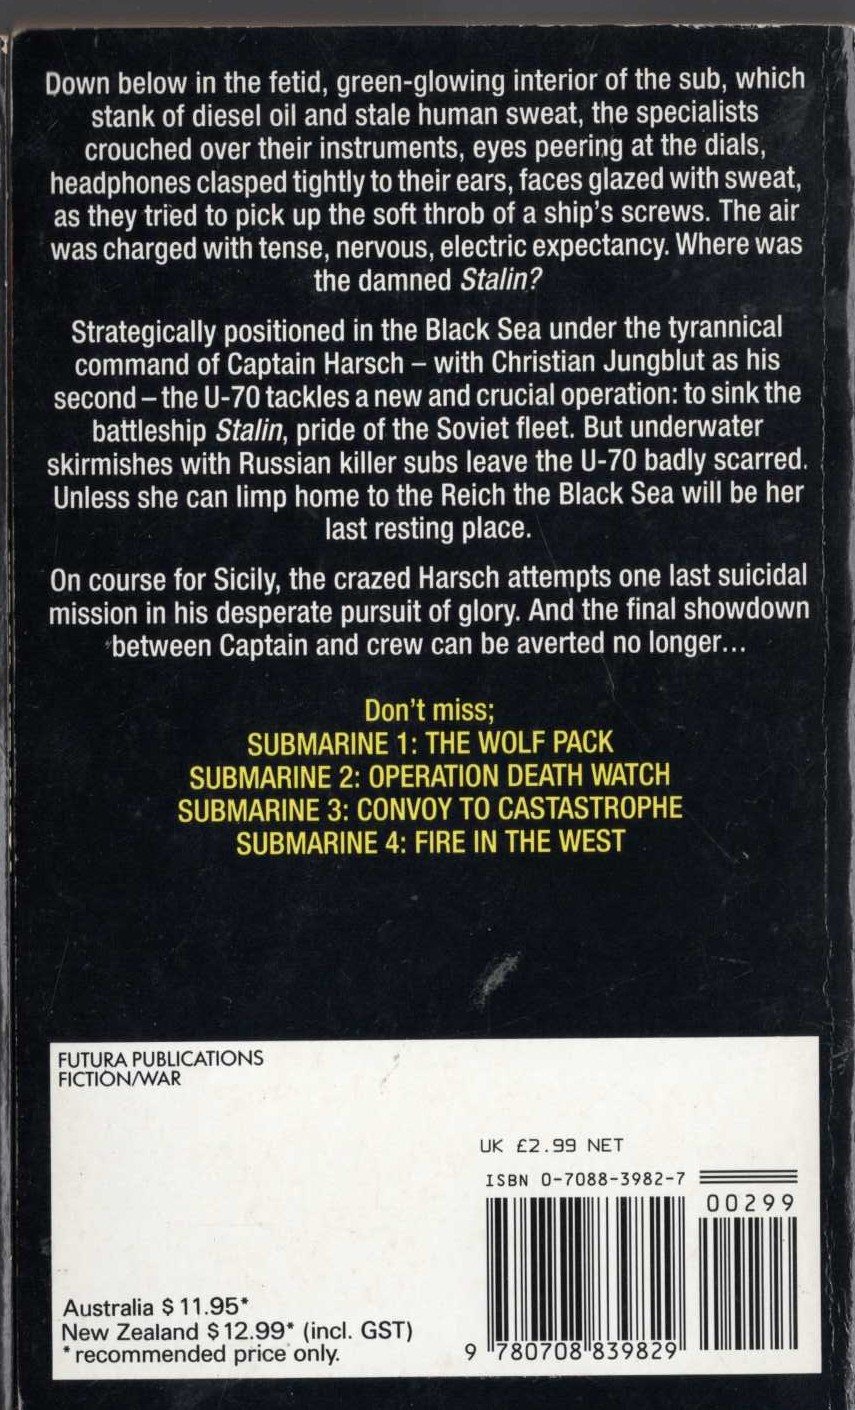 Down below in the fetid, green-glowing interior of the sub, which
stank of diesel oil and stale human sweat, the specialists
crouched over their instruments, eyes peering at the dials,
headphones clasped tightly to their ears, faces glazed with sweat,
as they tried to pick up the soft throb of a ship's screws. The air
was charged with tense, nervous, electric expectancy. Where was
the damned Stalin?
Strategically positioned in the Black Sea under the tyrannical
command of Captain Harsch – with Christian Jungblut as his
second – the U-70 tackles a new and crucial operation: to sink the
battleship Stalin, pride of the Soviet fleet. But underwater
skirmishes with Russian killer subs leave the U-70 badly scarred.
Unless she can limp home to the Reich the Black Sea will be her
last resting place.
On course for Sicily, the crazed Harsch attempts one last suicidal
mission in his desperate pursuit of glory. And the final showdown
between Captain and crew can be averted no longer...
Don't miss;
SUBMARINE 1: THE WOLF PACK
SUBMARINE 2: OPERATION DEATH WATCH
SUBMARINE 3: CONVOY TO CASTASTROPHE
SUBMARINE 4: FIRE IN THE WEST
FUTURA PUBLICATIONS
FICTION/WAR
UK £2.99 NET
ISBN 0-7088-3982-7
00299
Australia $ 11.95*
New Zealand $12.99* (incl. GST)
*recommended price only.
9 780708 839829